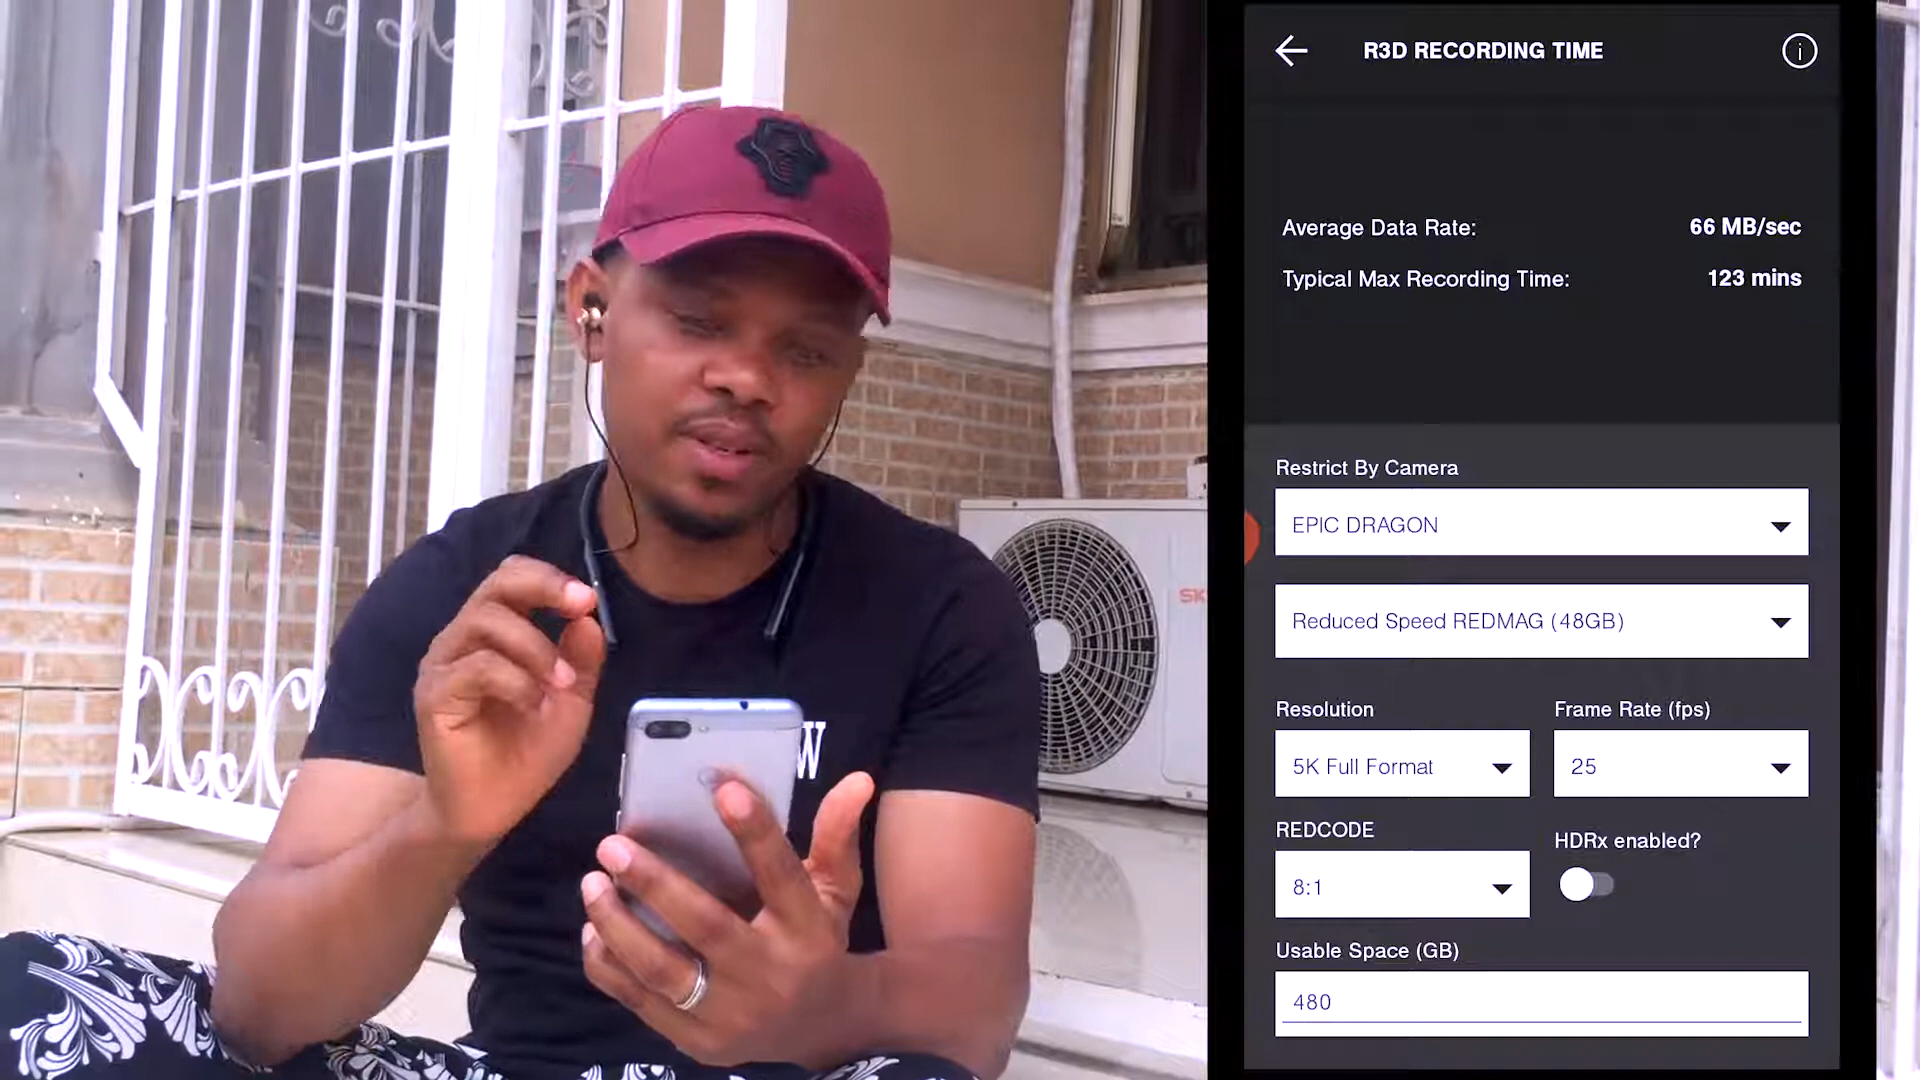 R3D RECORDING TIME
Average Data Rate: 66 MB/sec
Typical Max Recording Time: 123 mins
Restrict By Camera
EPIC DRAGON
Reduced Speed REDMAG (48GB)
Resolution Frame Rate (fps)
5K Full Format 25
REDCODE HDRx enabled?
8:1
Usable Space (GB)
480
W
SK